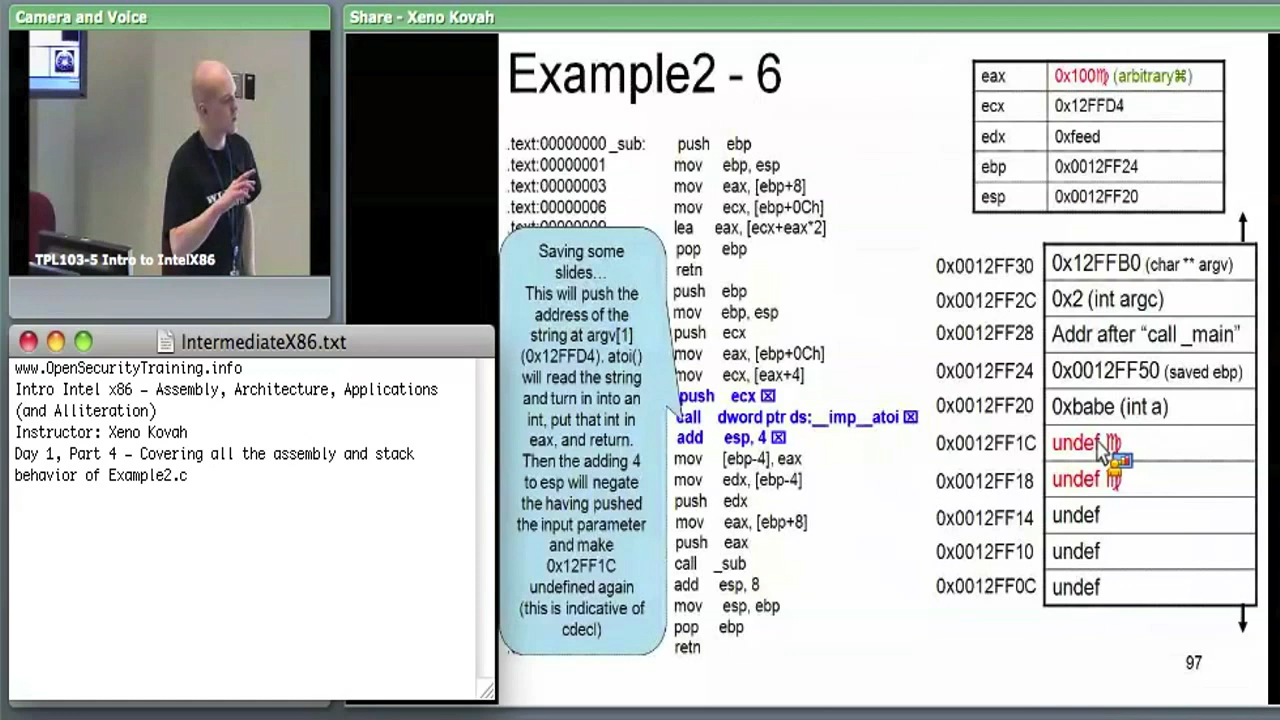 Camera and Voice
TPL103-5 Intro to IntelX86
IntermediateX86.txt
www.OpenSecurityTraining.info
Intro Intel x86 – Assembly, Architecture, Applications
(and Alliteration)
Instructor: Xeno Kovah
Day 1, Part 4 – Covering all the assembly and stack
behavior of Example2.c
Share - Xeno Kovah
Example2 - 6
.text:00000000 _sub: push ebp
.text:00000001 mov ebp, esp
.text:00000003 mov eax, [ebp+8]
.text:00000006 mov ecx, [ebp+0Ch]
lea eax, [ecx+eax*2]
pop ebp
retn
push ebp
mov ebp, esp
push ecx
mov eax, [ebp+0Ch]
mov ecx, [eax+4]
push ecx ⌧
call dword ptr ds:__imp__atoi ⌧
add esp, 4 ⌧
mov [ebp-4], eax
mov edx, [ebp-4]
push edx
mov eax, [ebp+8]
push eax
call _sub
add esp, 8
mov esp, ebp
pop ebp
retn
Saving some
slides…
This will push the
address of the
string at argv[1]
(0x12FFD4). atoi()
will read the string
and turn in into an
int, put that int in
eax, and return.
Then the adding 4
to esp will negate
the having pushed
the input parameter
and make
0x12FF1C
undefined again
(this is indicative of
cdecl)
eax 0x100♍ (arbitrary⌘)
ecx 0x12FFD4
edx 0xfeed
ebp 0x0012FF24
esp 0x0012FF20
0x0012FF30 0x12FFB0 (char ** argv)
0x0012FF2C 0x2 (int argc)
0x0012FF28 Addr after “call _main”
0x0012FF24 0x0012FF50 (saved ebp)
0x0012FF20 0xbabe (int a)
0x0012FF1C undef ♍
0x0012FF18 undef ♍
0x0012FF14 undef
0x0012FF10 undef
0x0012FF0C undef
97